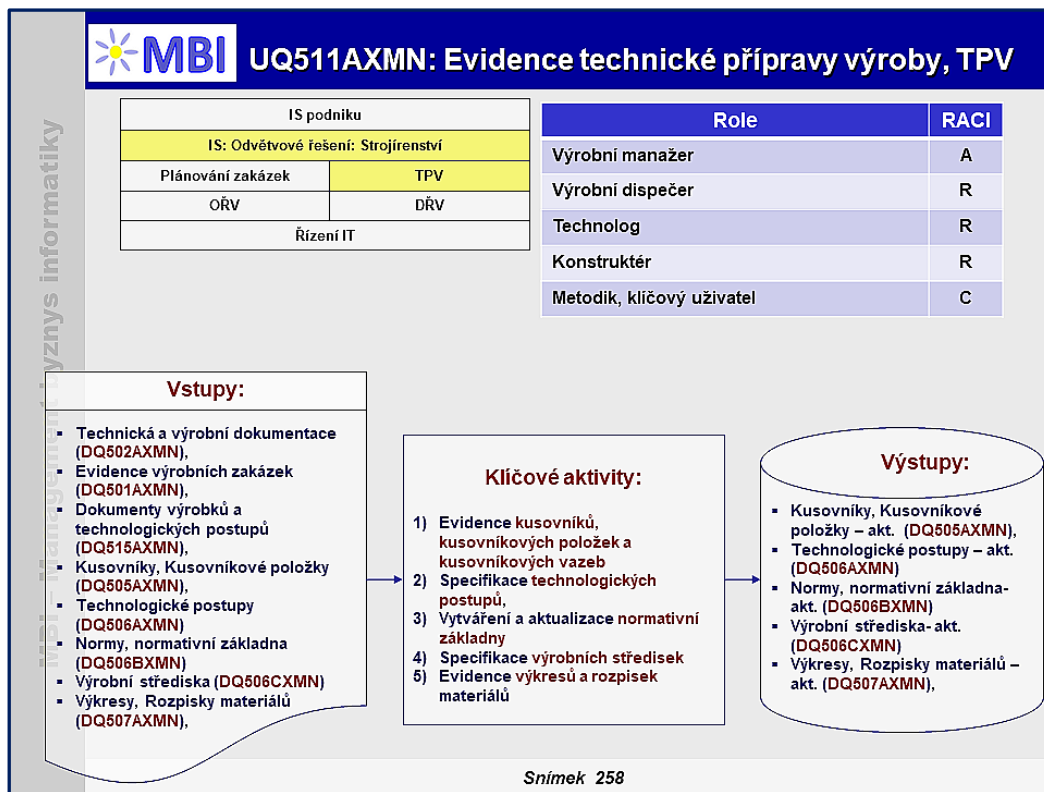 MBI
UQ511AXMN: Evidence technické přípravy výroby, TPV
MBI – Management byznys informatiky
IS podniku
IS: Odvětvové řešení: Strojírenství
Plánování zakázek
TPV
OŘV
DŘV
Řízení IT
Role
RACI
Výrobní manažer
A
Výrobní dispečer
R
Technolog
R
Konstruktér
R
Metodik, klíčový uživatel
C
Vstupy:
▪ Technická a výrobní dokumentace
(DQ502AXMN),
▪ Evidence výrobních zakázek
(DQ501AXMN),
▪ Dokumenty výrobků a
technologických postupů
(DQ515AXMN),
▪ Kusovníky, Kusovníkové položky
(DQ505AXMN),
▪ Technologické postupy
(DQ506AXMN)
▪ Normy, normativní základna
(DQ506BXMN)
▪ Výrobní střediska (DQ506CXMN)
▪ Výkresy, Rozpisky materiálů
(DQ507AXMN),
Klíčové aktivity:
1) Evidence kusovníků,
kusovníkových položek a
kusovníkových vazeb
2) Specifikace technologických
postupů,
3) Vytváření a aktualizace normativní
základny
4) Specifikace výrobních středisek
5) Evidence výkresů a rozpisek
materiálů
Výstupy:
▪ Kusovníky, Kusovníkové
položky – akt. (DQ505AXMN),
▪ Technologické postupy – akt.
(DQ506AXMN)
▪ Normy, normativní základna-
akt. (DQ506BXMN)
▪ Výrobní střediska- akt.
(DQ506CXMN)
▪ Výkresy, Rozpisky materiálů –
akt. (DQ507AXMN),
Snímek 258